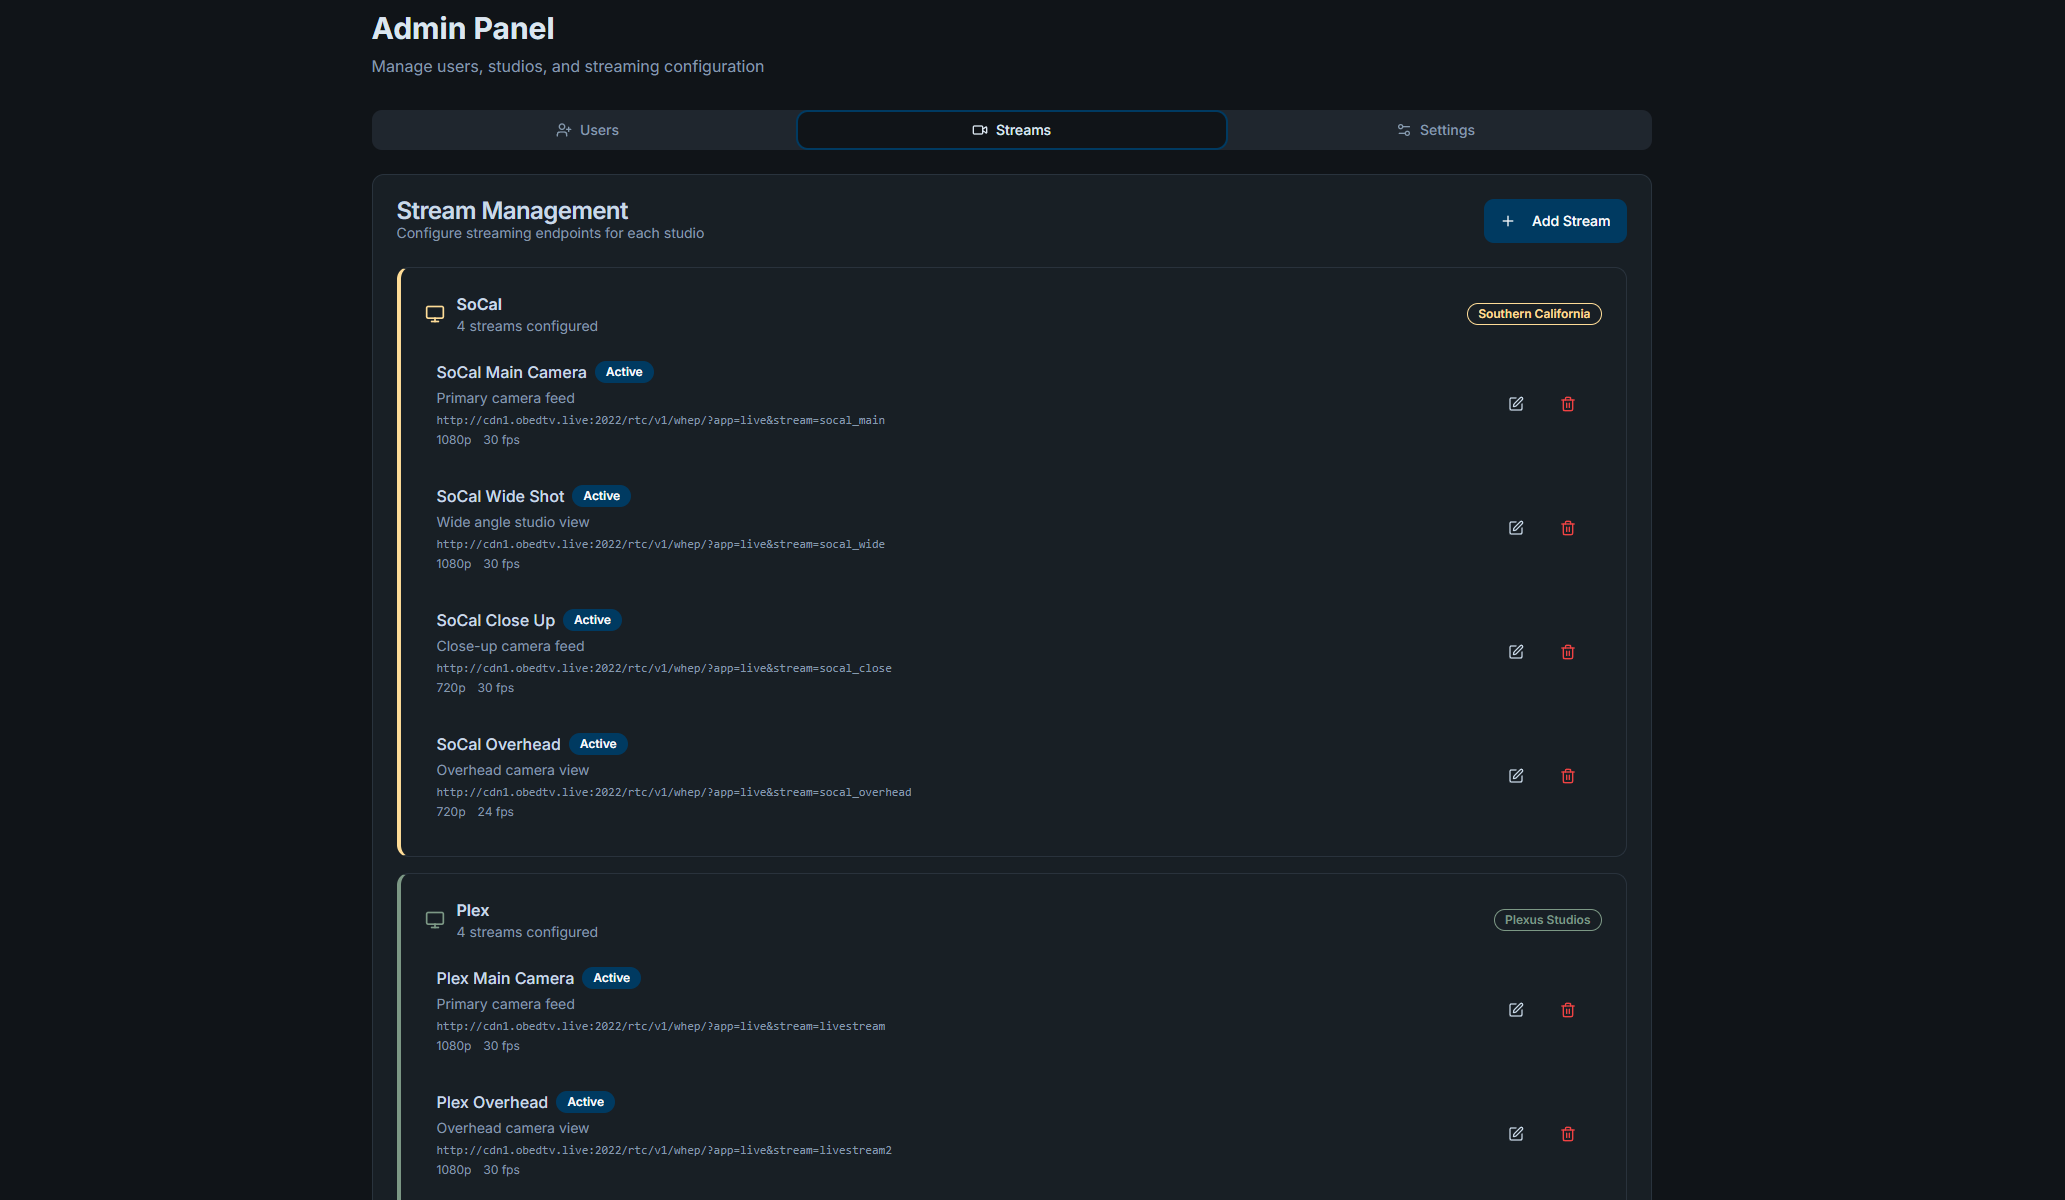 Admin Panel
Manage users, studios, and streaming configuration
Users
Streams
Settings
Stream Management
Configure streaming endpoints for each studio
Add Stream
SoCal
4 streams configured
Southern California
SoCal Main Camera Active
Primary camera feed
http://cdn1.obedtv.live:2022/rtc/v1/whep/?app=live&stream=socal_main
1080p 30 fps
SoCal Wide Shot Active
Wide angle studio view
http://cdn1.obedtv.live:2022/rtc/v1/whep/?app=live&stream=socal_wide
1080p 30 fps
SoCal Close Up Active
Close-up camera feed
http://cdn1.obedtv.live:2022/rtc/v1/whep/?app=live&stream=socal_close
720p 30 fps
SoCal Overhead Active
Overhead camera view
http://cdn1.obedtv.live:2022/rtc/v1/whep/?app=live&stream=socal_overhead
720p 24 fps
Plex
4 streams configured
Plexus Studios
Plex Main Camera Active
Primary camera feed
http://cdn1.obedtv.live:2022/rtc/v1/whep/?app=live&stream=livestream
1080p 30 fps
Plex Overhead Active
Overhead camera view
http://cdn1.obedtv.live:2022/rtc/v1/whep/?app=live&stream=livestream2
1080p 30 fps